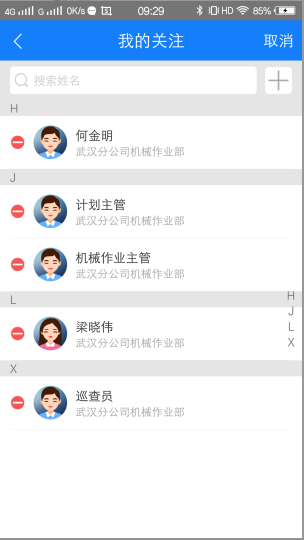 4G G 0K/s 09:29 HD 85%
我的关注 取消
搜索姓名
H
何金明
武汉分公司机械作业部
J
计划主管
武汉分公司机械作业部
机械作业主管
武汉分公司机械作业部
L
梁晓伟
武汉分公司机械作业部
X
巡查员
武汉分公司机械作业部
H
J
L
X